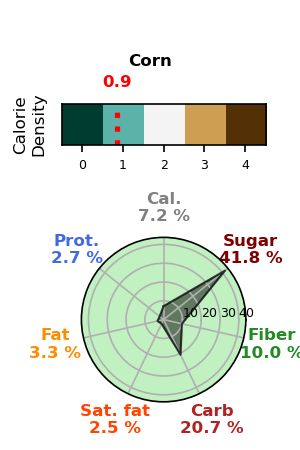 Corn
0.9
Calorie
Density
0 1 2 3 4
Cal.
7.2 %
Prot.
2.7 %
Sugar
41.8 %
10 20 30 40
Fat
3.3 %
Fiber
10.0 %
Sat. fat
2.5 %
Carb
20.7 %